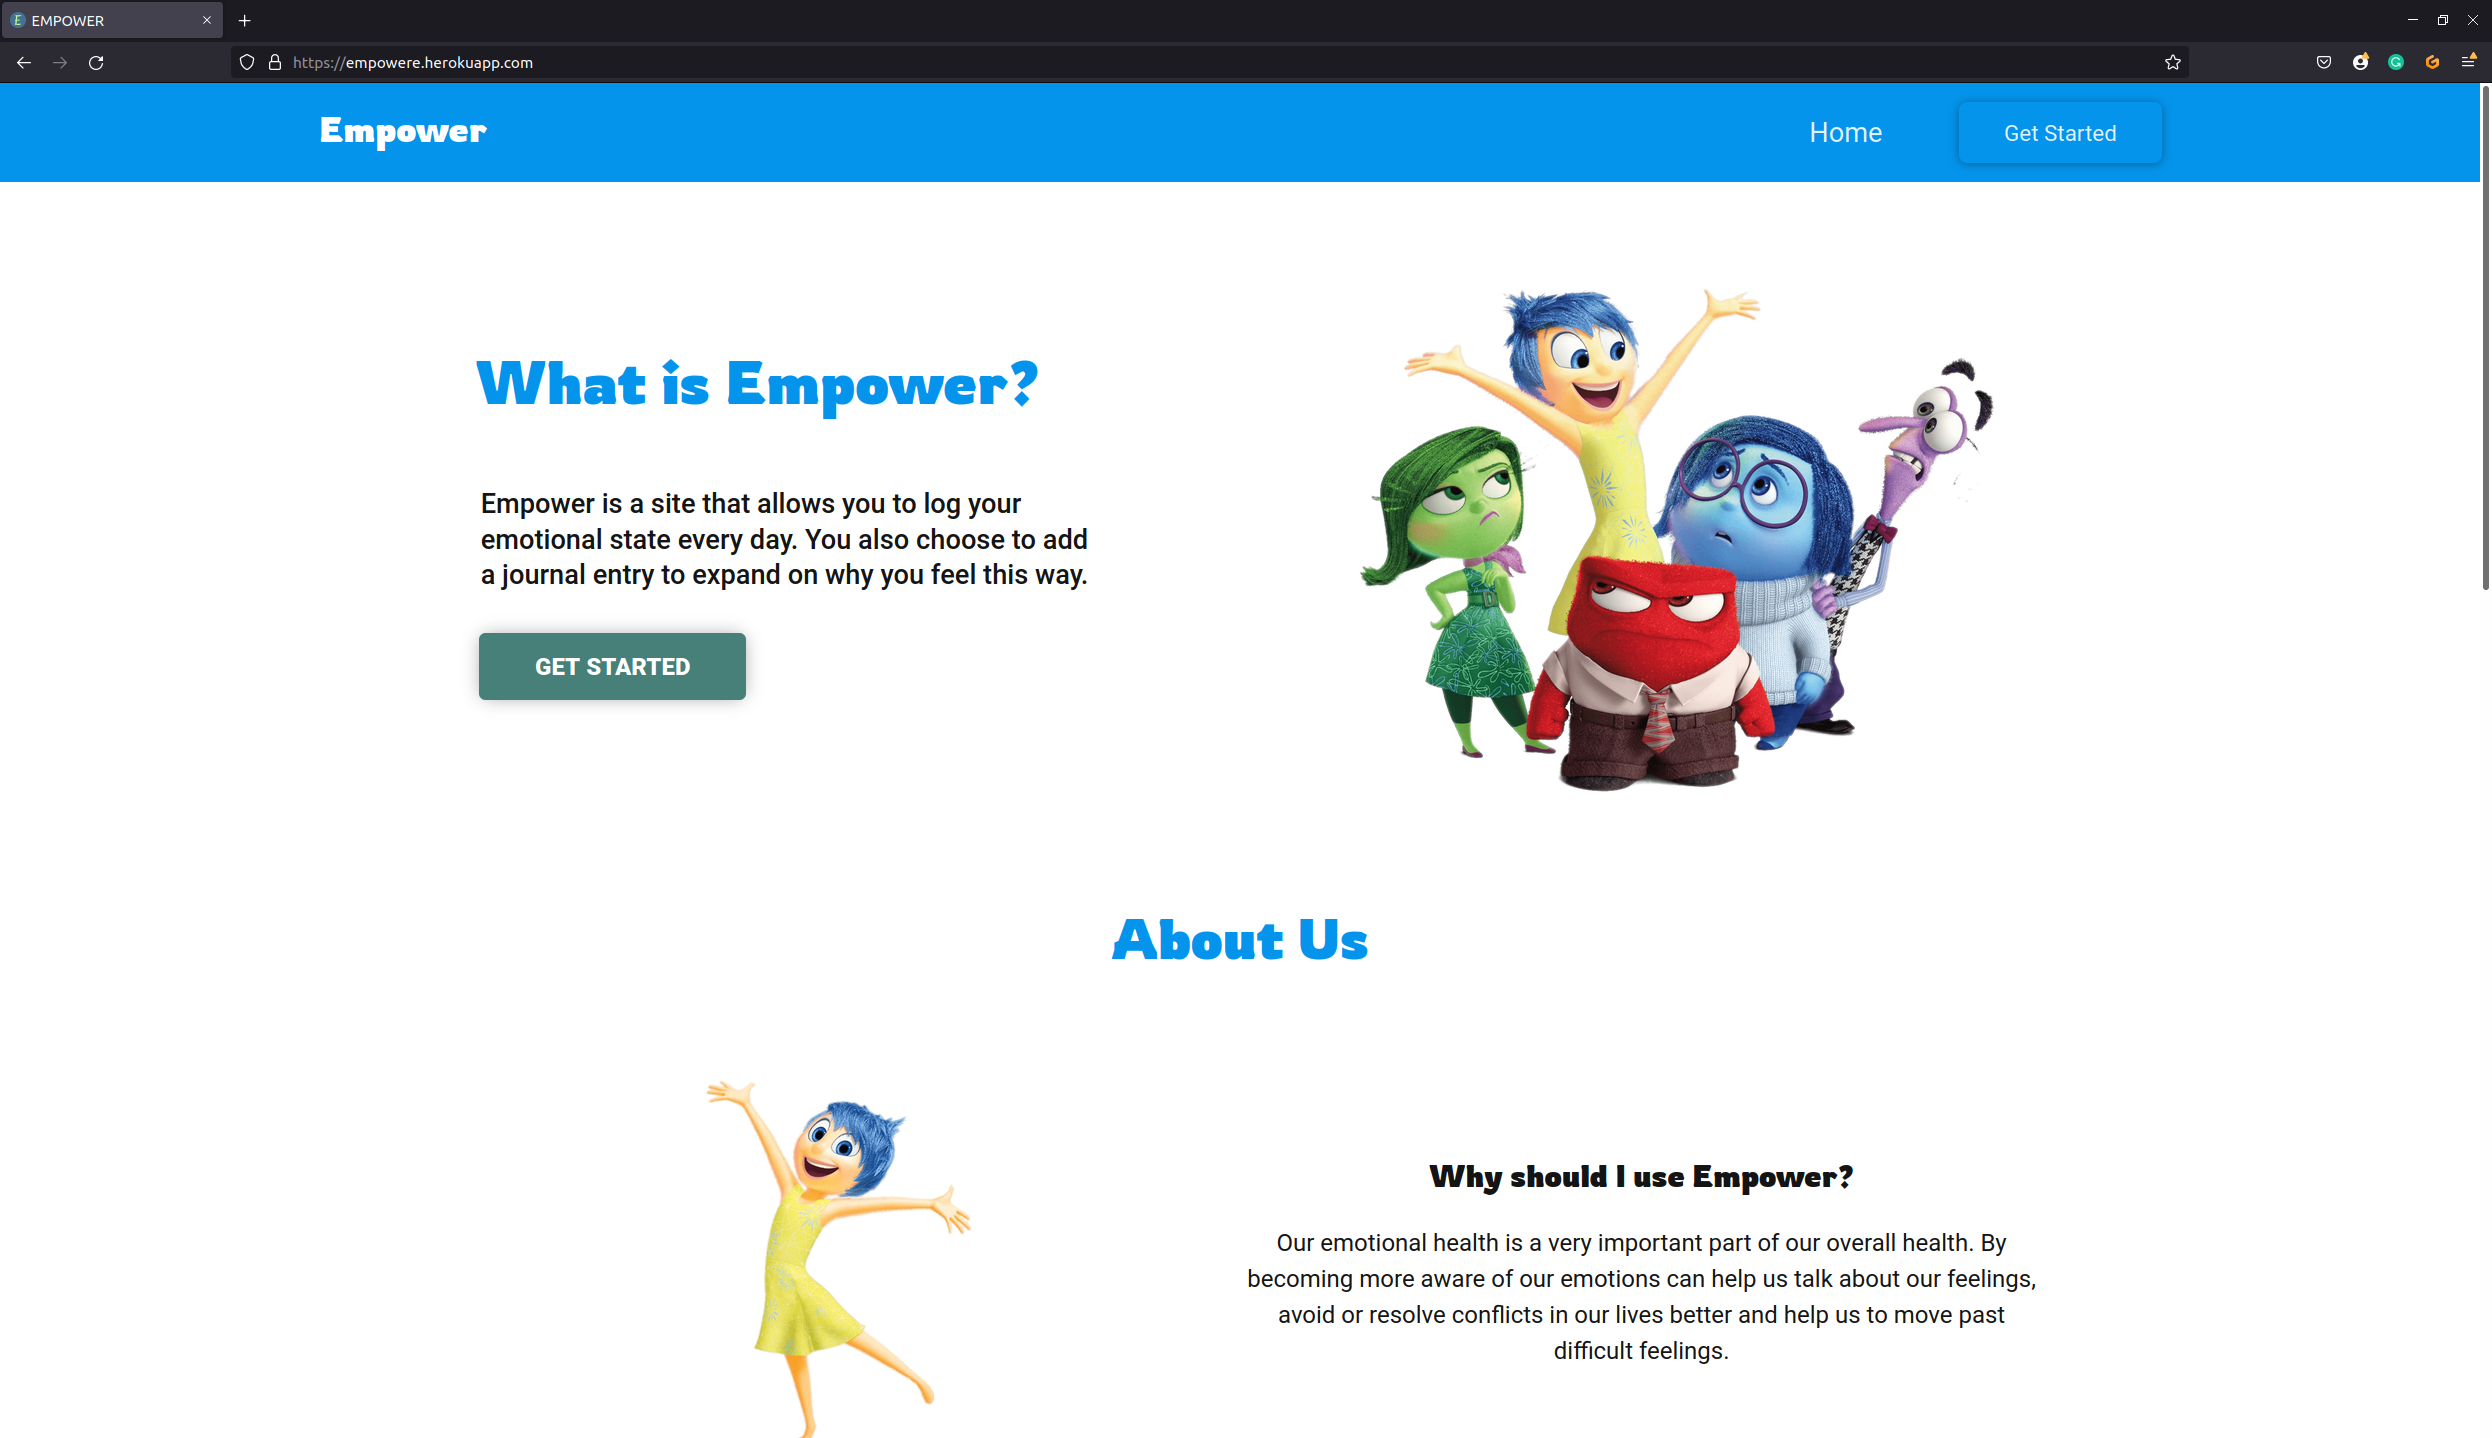 EMPOWER
https://empowere.herokuapp.com
Empower
Home
Get Started
What is Empower?
Empower is a site that allows you to log your
emotional state every day. You also choose to add
a journal entry to expand on why you feel this way.
GET STARTED
About Us
Why should I use Empower?
Our emotional health is a very important part of our overall health. By
becoming more aware of our emotions can help us talk about our feelings,
avoid or resolve conflicts in our lives better and help us to move past
difficult feelings.